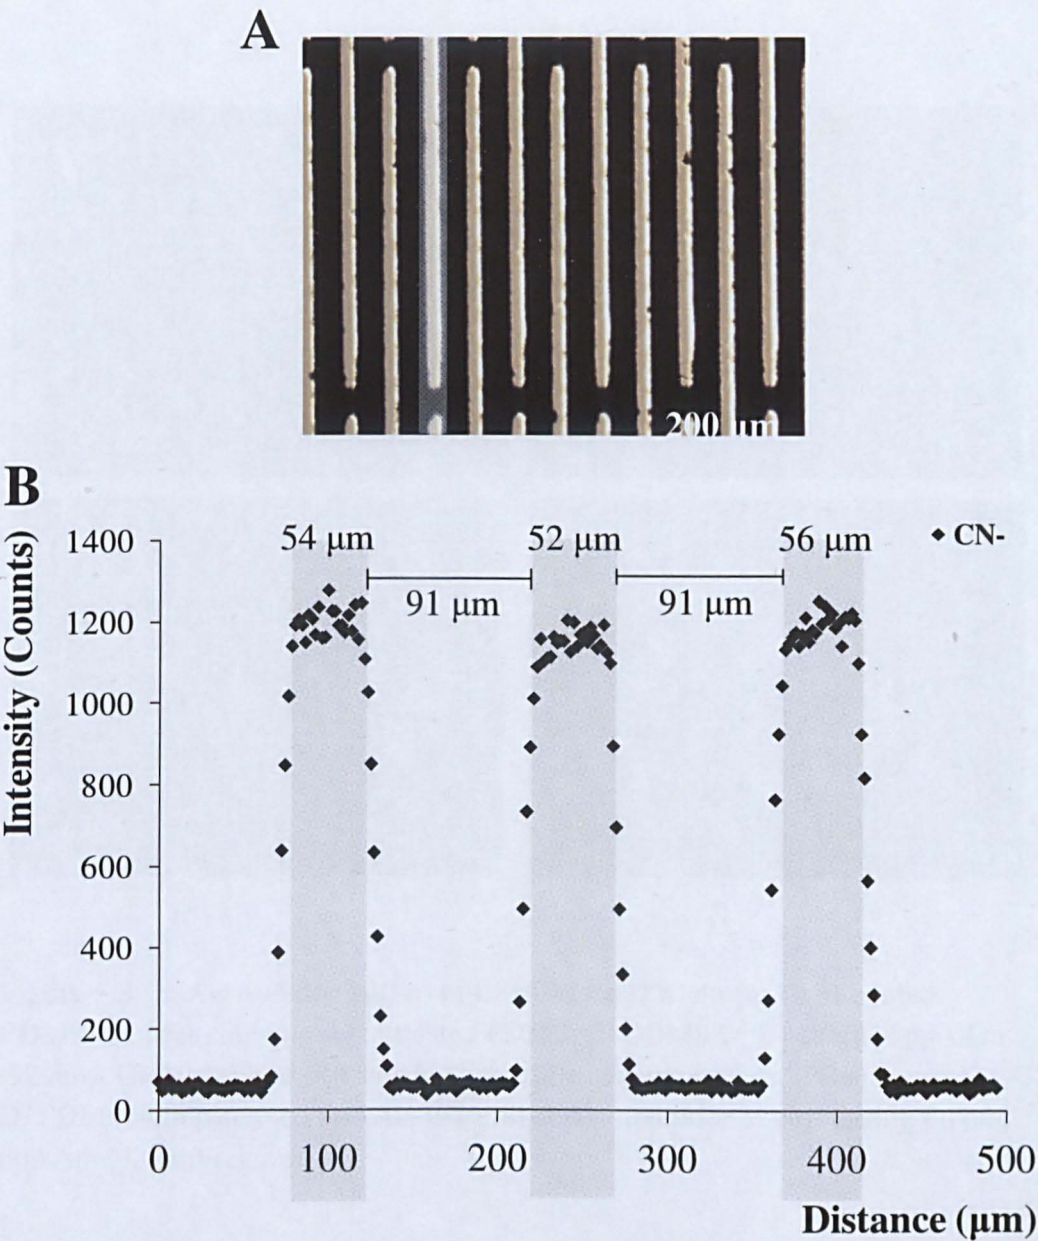 A
200 µm
B
54 µm 52 µm 56 µm ◆ CN-
91 µm 91 µm
Intensity (Counts)
1400
1200
1000
800
600
400
200
0
0 100 200 300 400 500
Distance (µm)